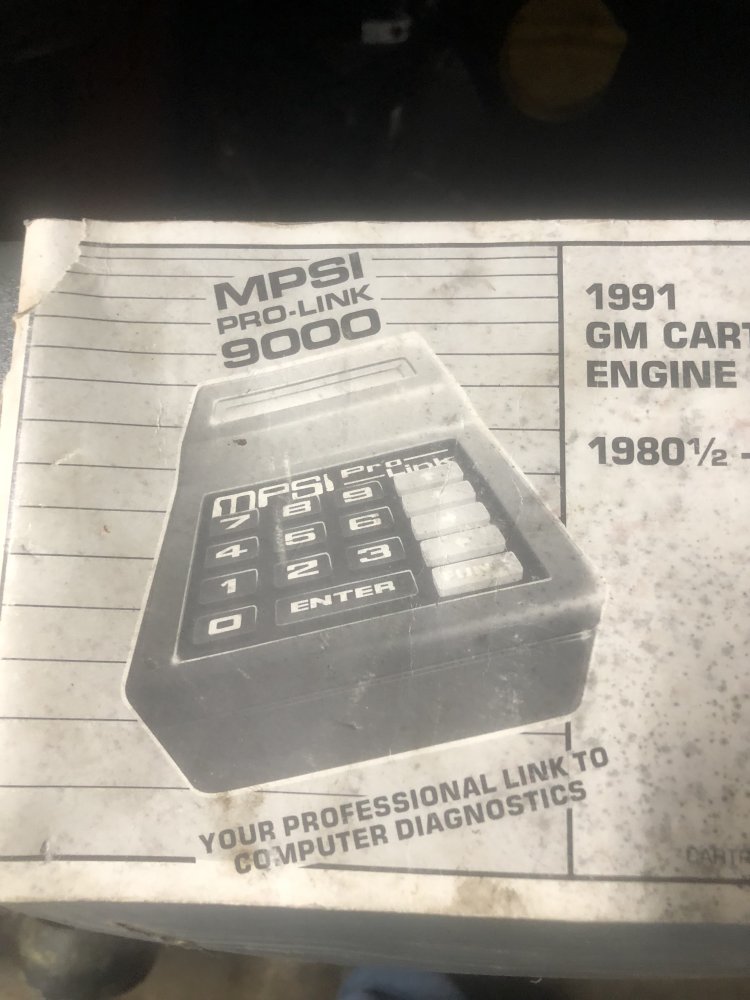 MPSI
PRO-LINK
9000
MPSI Pro-Link
7 8 9
4 5 6
1 2 3
0 ENTER
FUNC
YOUR PROFESSIONAL LINK TO
COMPUTER DIAGNOSTICS
1991
GM CART
ENGINE
1980½ -